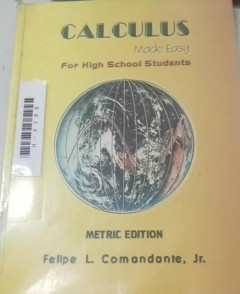 CALCULUS
Made Easy
For High School Students
METRIC EDITION
Felipe L. Comandante, Jr.